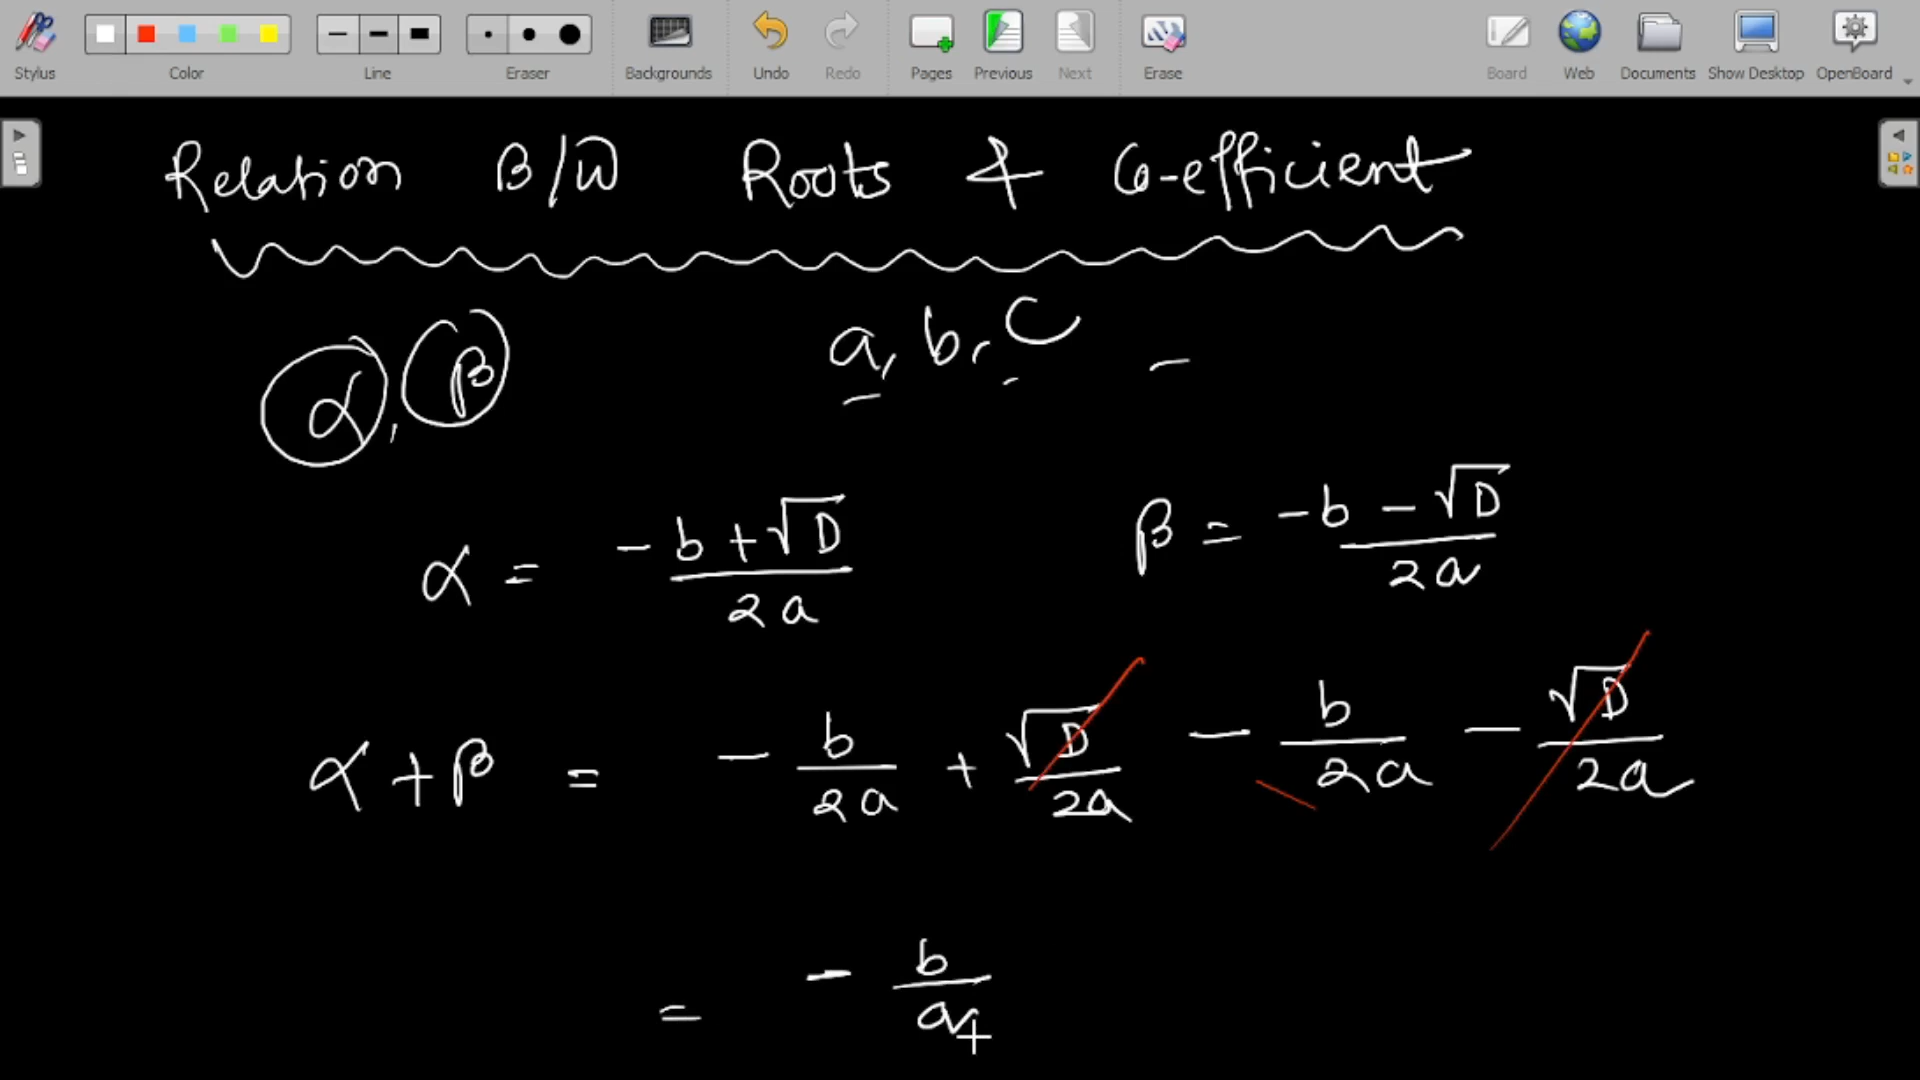 Stylus Color Line Eraser Backgrounds Undo Redo Pages Previous Next Erase Board Web Documents Show Desktop OpenBoard
Relation B/W Roots & Co-efficient
α, β a, b, c
α = -b + √D / 2a β = -b - √D / 2a
α + β = - b/2a + √D/2a - b/2a - √D/2a
= - b/a